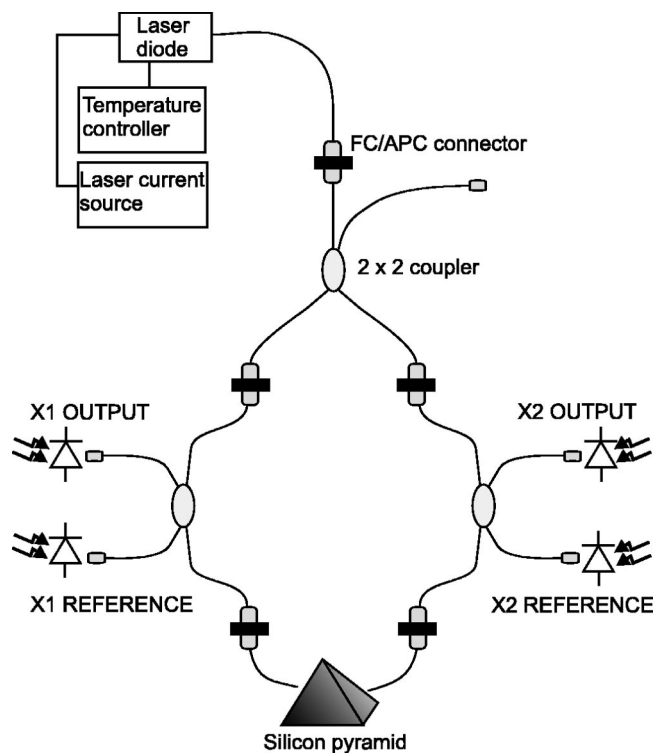 Laser
diode
Temperature
controller
Laser current
source
FC/APC connector
2 x 2 coupler
X1 OUTPUT
X2 OUTPUT
X1 REFERENCE
X2 REFERENCE
Silicon pyramid